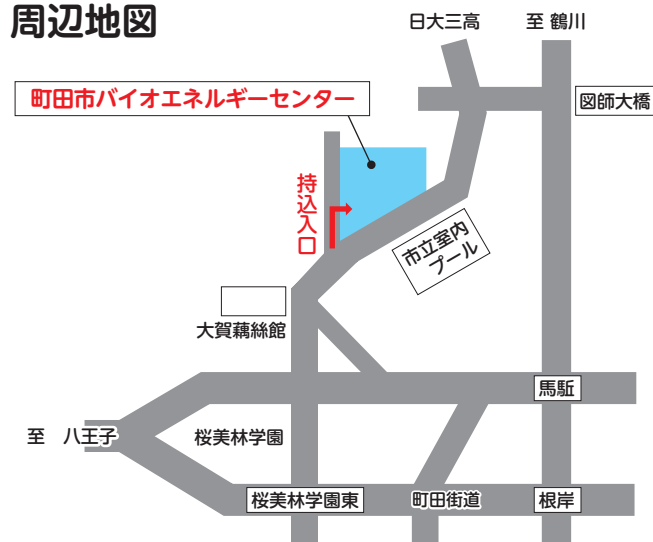 周辺地図
日大三高
至 鶴川
町田市バイオエネルギーセンター
図師大橋
持込入口
市立室内
プール
大賀藕絲館
馬駈
至 八王子
桜美林学園
桜美林学園東
町田街道
根岸